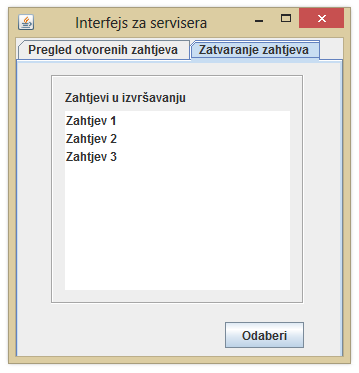 Interfejs za servisera
Pregled otvorenih zahtjeva
Zatvaranje zahtjeva
Zahtjevi u izvršavanju
Zahtjev 1
Zahtjev 2
Zahtjev 3
Odaberi